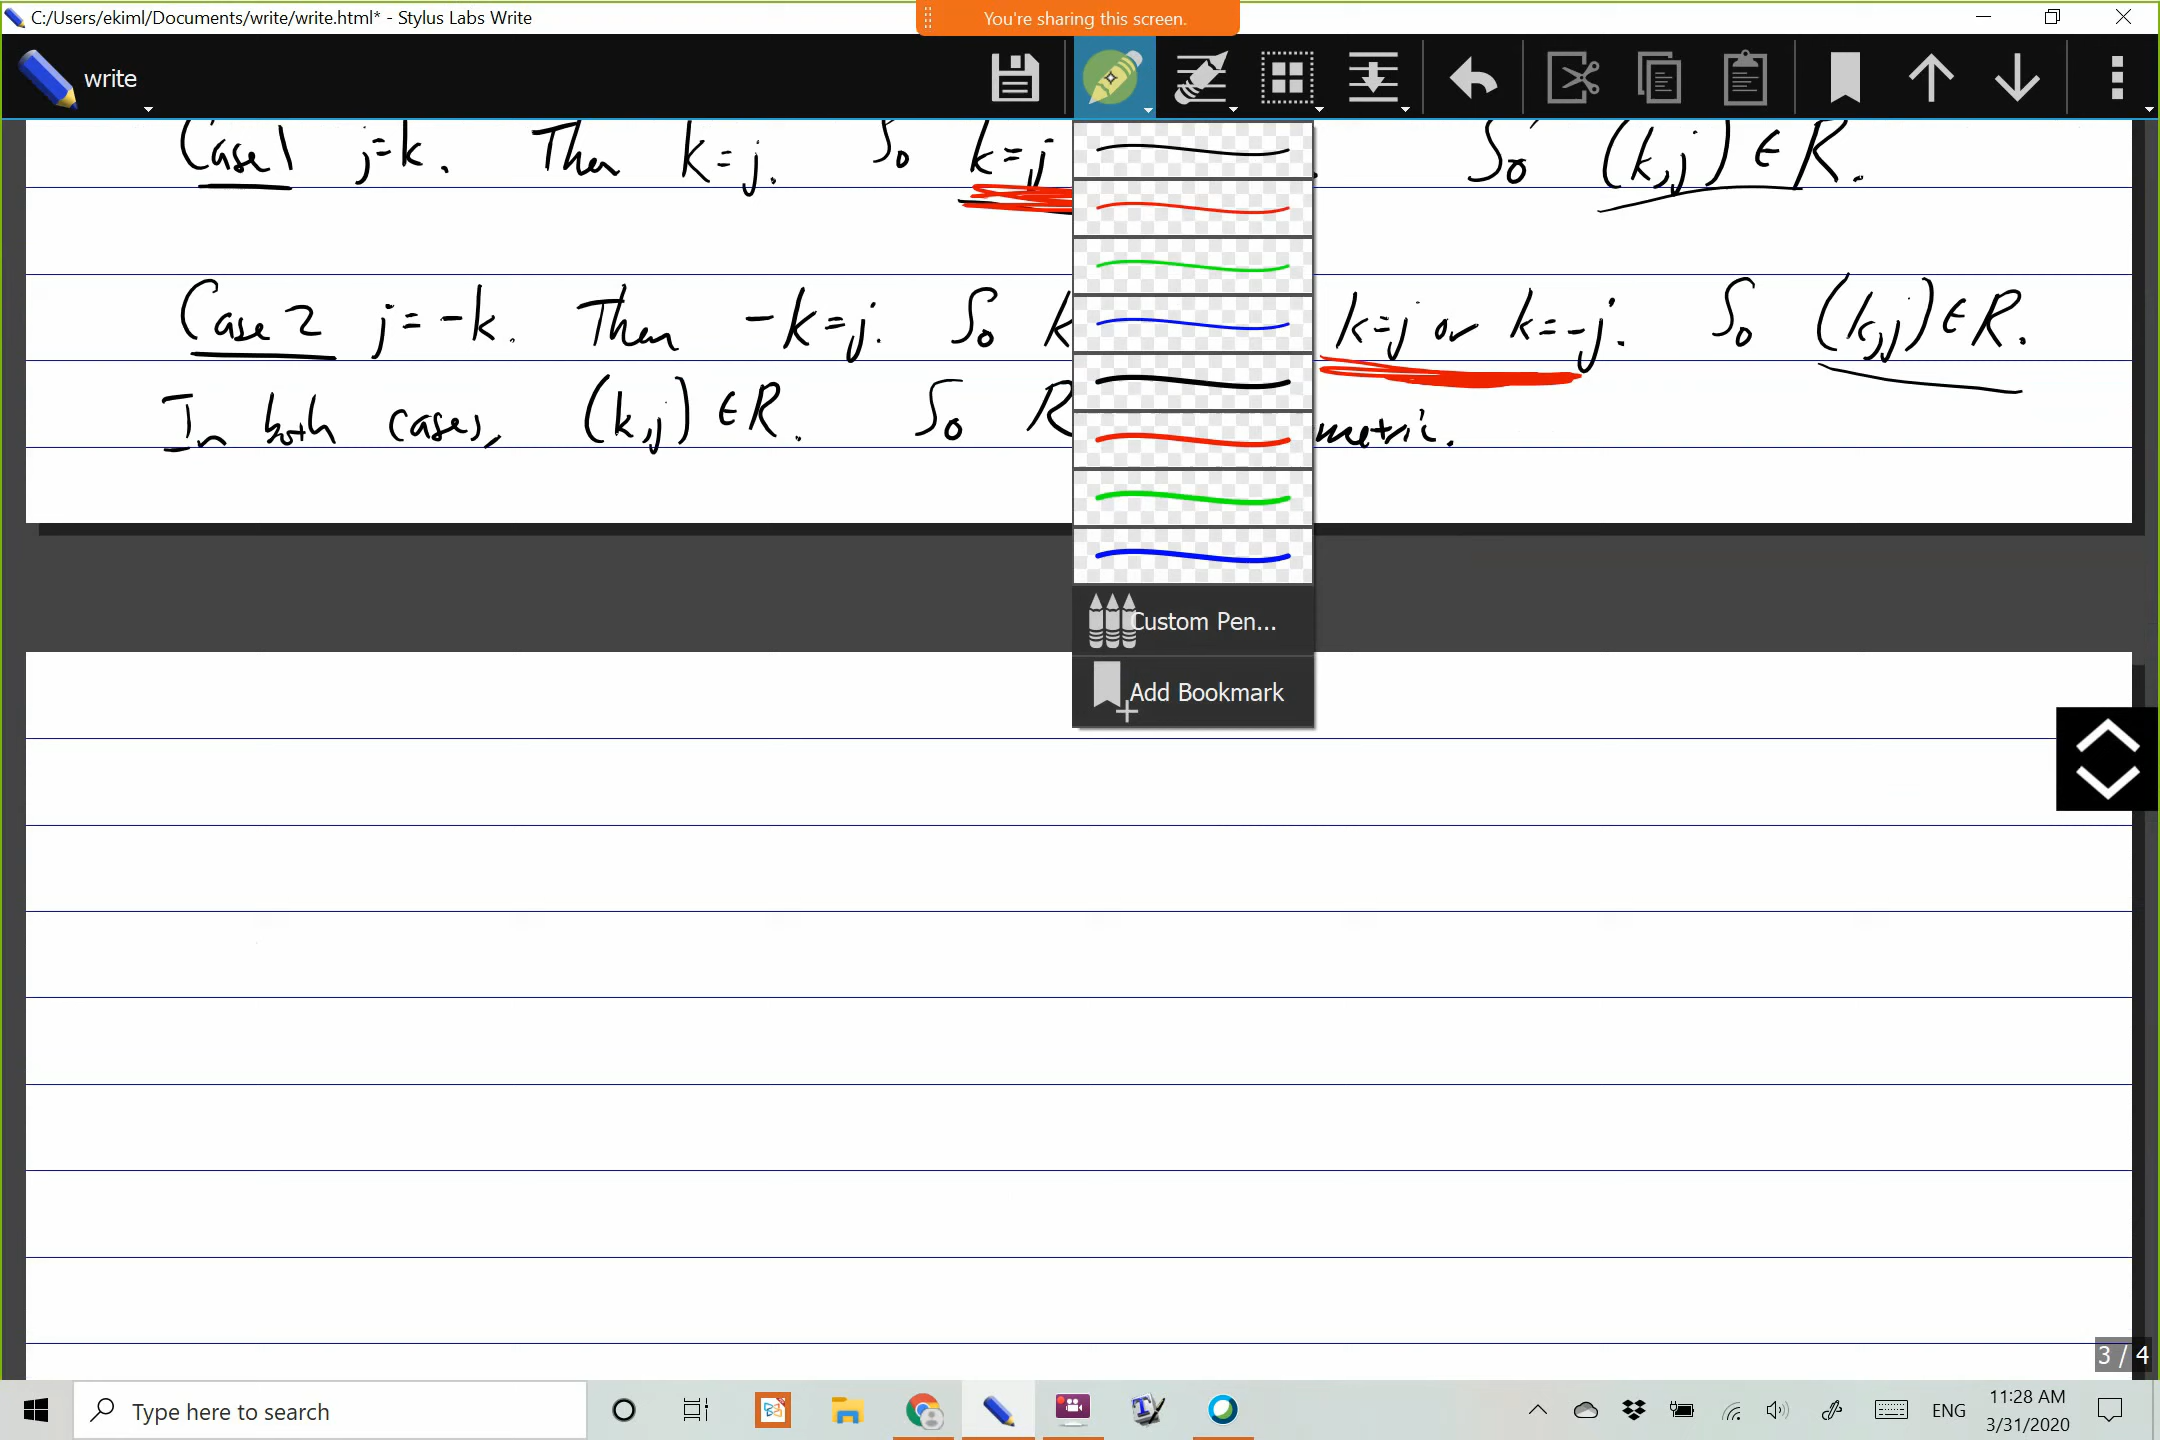 C:/Users/ekiml/Documents/write/write.html* - Stylus Labs Write
You're sharing this screen.
write
Case 1 j=k. Then k=j. So k=j So (k,j) ∈ R.
Case 2 j=-k. Then -k=j. So k k=j or k=-j. So (k,j) ∈ R.
In both cases, (k,j) ∈ R. So R metric.
Custom Pen...
Add Bookmark
3 / 4
Type here to search
ENG
11:28 AM
3/31/2020